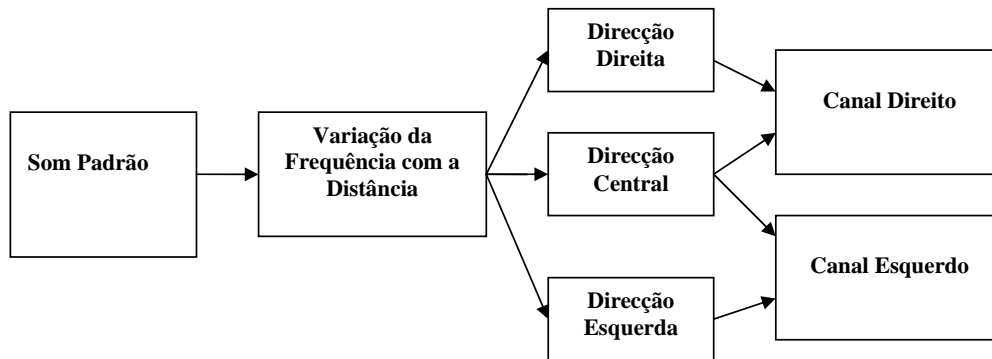 Som Padrão
Variação da
Frequência com a
Distância
Direcção
Direita
Direcção
Central
Direcção
Esquerda
Canal Direito
Canal Esquerdo